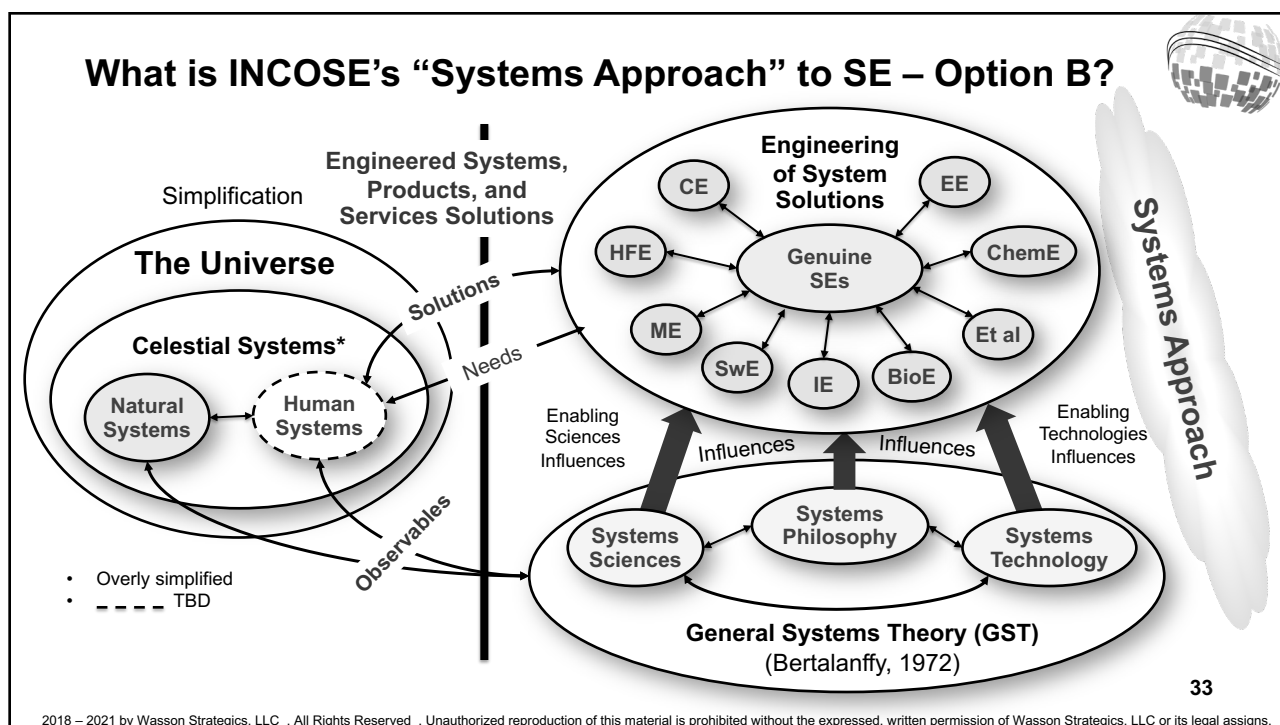 What is INCOSE's “Systems Approach” to SE – Option B?
Simplification
The Universe
Celestial Systems*
Natural
Systems
Human
Systems
• Overly simplified
• _ _ _ _ _ TBD
Engineered Systems,
Products, and
Services Solutions
Solutions
Needs
Observables
Engineering
of System
Solutions
CE
EE
HFE
Genuine
SEs
ChemE
ME
Et al
SwE
IE
BioE
Enabling
Sciences
Influences
Influences
Influences
Enabling
Technologies
Influences
Systems
Sciences
Systems
Philosophy
Systems
Technology
General Systems Theory (GST)
(Bertalanffy, 1972)
Systems Approach
33
2018 – 2021 by Wasson Strategics, LLC . All Rights Reserved . Unauthorized reproduction of this material is prohibited without the expressed, written permission of Wasson Strategics, LLC or its legal assigns.